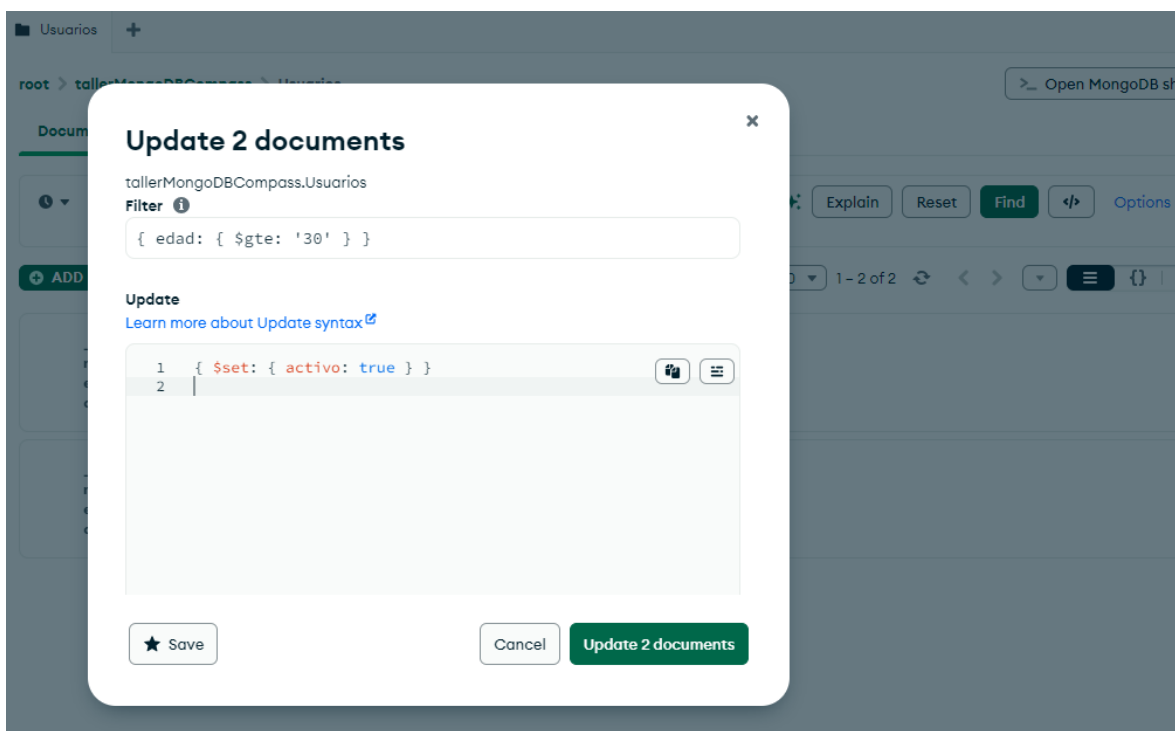 Usuarios
root > > Usuarios
>_ Open MongoDB
Update 2 documents
tallerMongoDBCompass.Usuarios
Filter
Explain Reset Find </> Options
{ edad: { $gte: '30' } }
ADD
1 – 2 of 2 {}
Update
Learn more about Update syntax
1 { $set: { activo: true } }
2
Save Cancel Update 2 documents